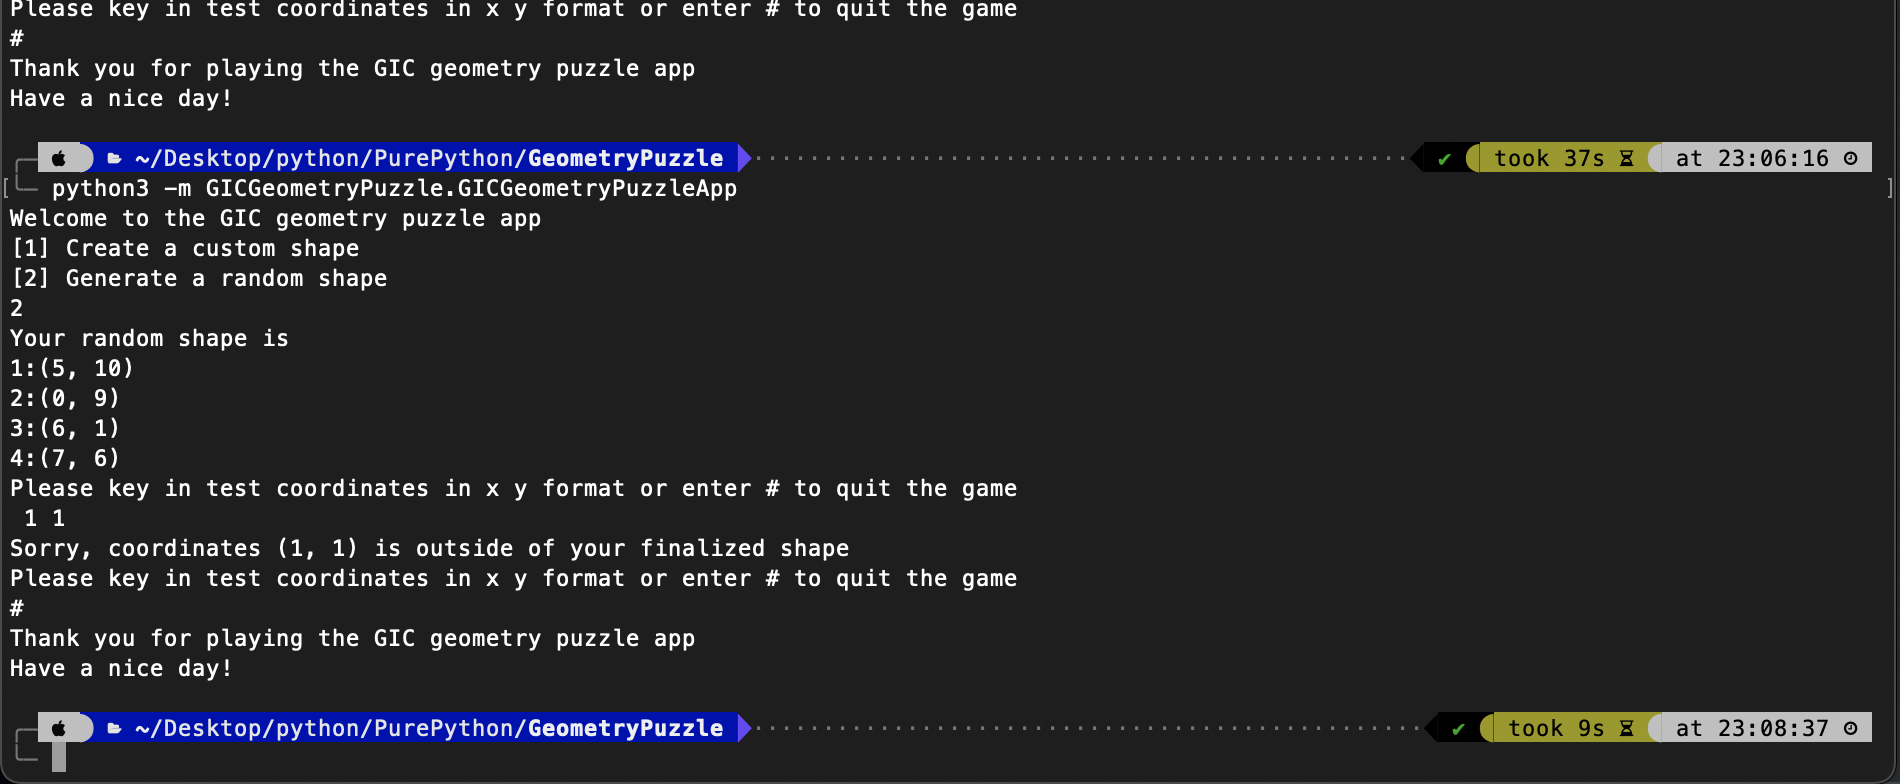 Please key in test coordinates in x y format or enter # to quit the game
#
Thank you for playing the GIC geometry puzzle app
Have a nice day!
~/Desktop/python/PurePython/GeometryPuzzle ✔ took 37s at 23:06:16
[ python3 -m GICGeometryPuzzle.GICGeometryPuzzleApp ]
Welcome to the GIC geometry puzzle app
[1] Create a custom shape
[2] Generate a random shape
2
Your random shape is
1:(5, 10)
2:(0, 9)
3:(6, 1)
4:(7, 6)
Please key in test coordinates in x y format or enter # to quit the game
1 1
Sorry, coordinates (1, 1) is outside of your finalized shape
Please key in test coordinates in x y format or enter # to quit the game
#
Thank you for playing the GIC geometry puzzle app
Have a nice day!
~/Desktop/python/PurePython/GeometryPuzzle ✔ took 9s at 23:08:37